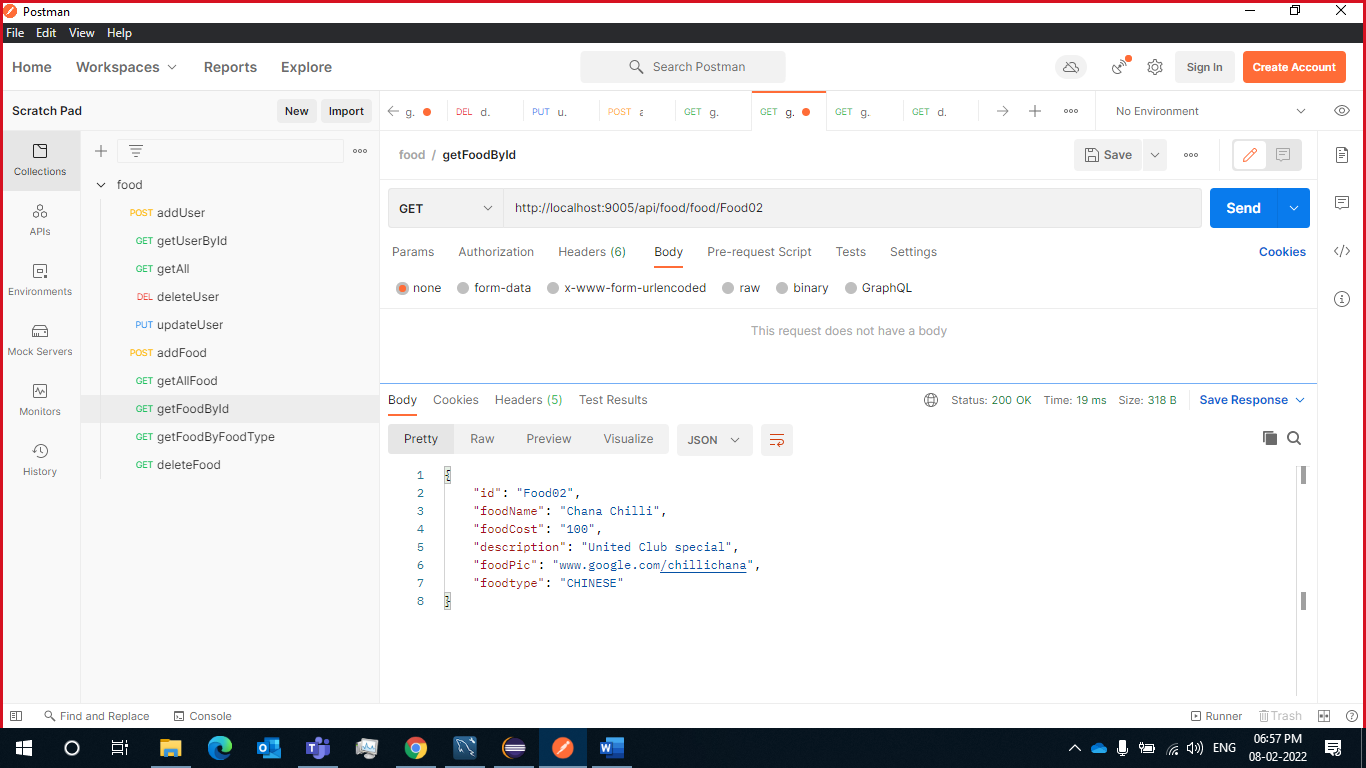 Postman
File Edit View Help
Home Workspaces Reports Explore Search Postman Sign In Create Account
Scratch Pad New Import
g. DEL d. PUT u. POST a GET g. GET g. GET g. GET d. No Environment
Collections
APIs
Environments
Mock Servers
Monitors
History
food
POST addUser
GET getUserById
GET getAll
DEL deleteUser
PUT updateUser
POST addFood
GET getAllFood
GET getFoodById
GET getFoodByFoodType
GET deleteFood
food / getFoodById Save
GET http://localhost:9005/api/food/food/Food02 Send
Params Authorization Headers (6) Body Pre-request Script Tests Settings Cookies
none form-data x-www-form-urlencoded raw binary GraphQL
This request does not have a body
Body Cookies Headers (5) Test Results Status: 200 OK Time: 19 ms Size: 318 B Save Response
Pretty Raw Preview Visualize JSON
1 {
2 "id": "Food02",
3 "foodName": "Chana Chilli",
4 "foodCost": "100",
5 "description": "United Club special",
6 "foodPic": "www.google.com/chillichana",
7 "foodtype": "CHINESE"
8 }
Find and Replace Console Runner Trash
ENG 06:57 PM
08-02-2022